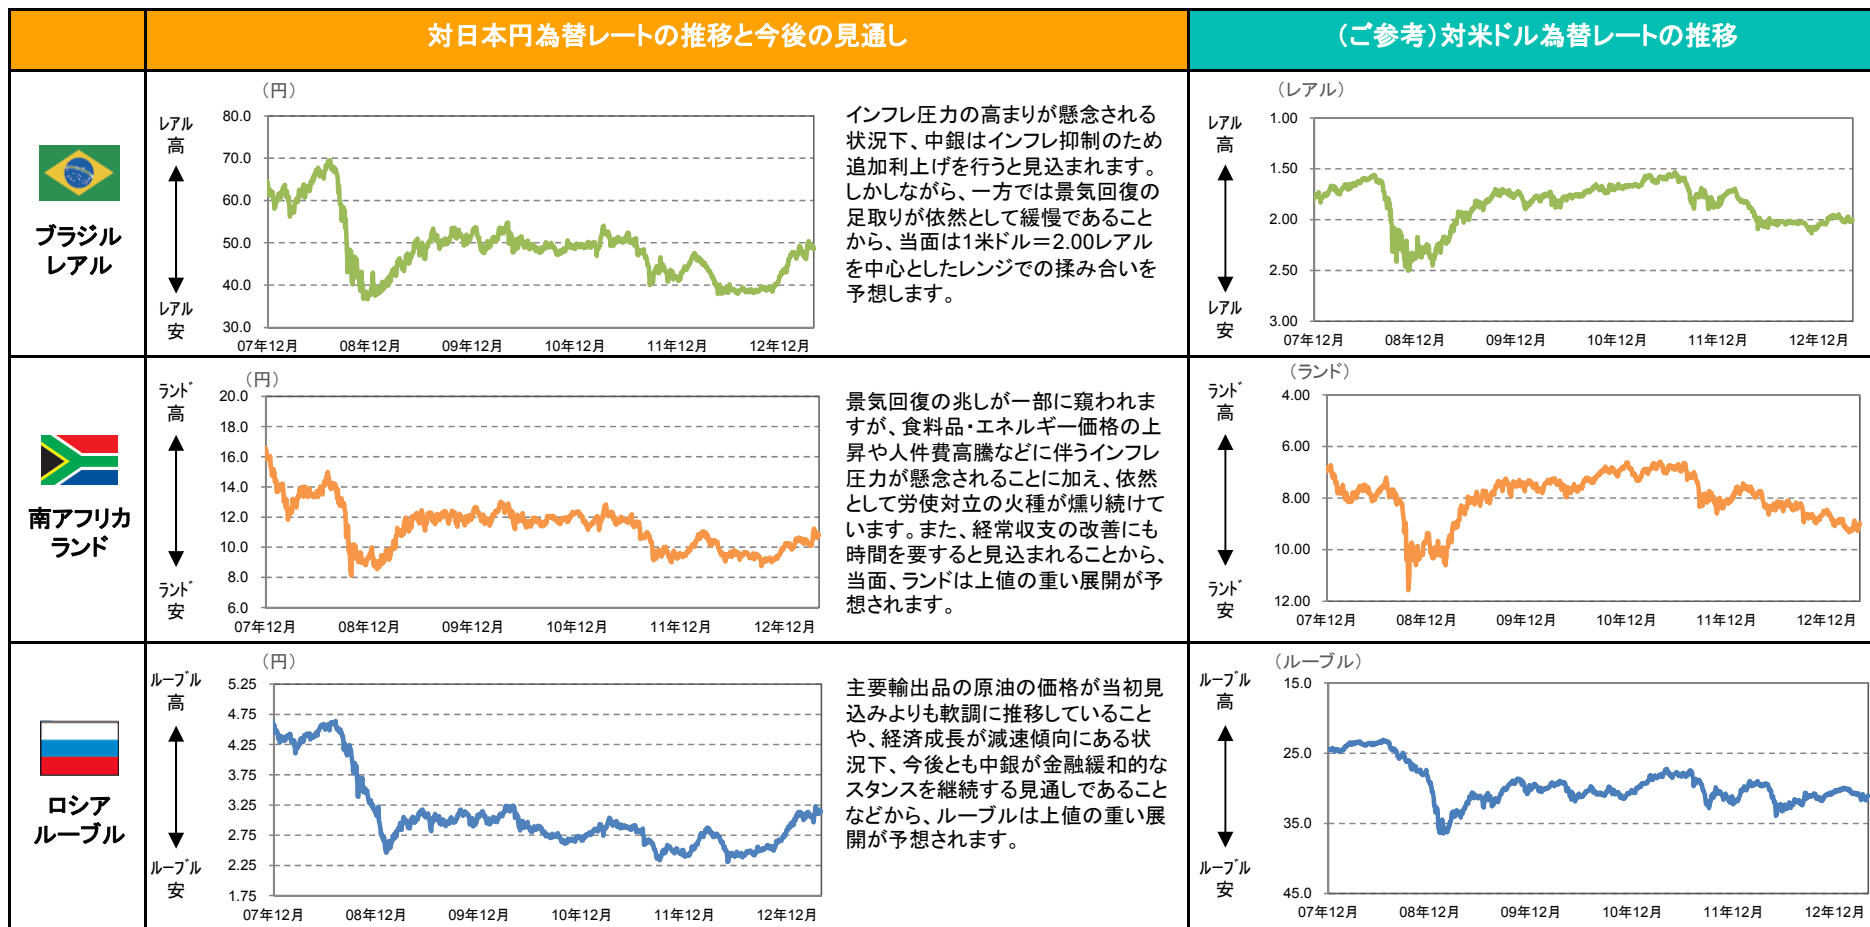 対日本円為替レートの推移と今後の見通し
(ご参考)対米ドル為替レートの推移
ブラジル
レアル
(円)
レアル
高
レアル
安
80.0
70.0
60.0
50.0
40.0
30.0
07年12月 08年12月 09年12月 10年12月 11年12月 12年12月
インフレ圧力の高まりが懸念される
状況下、中銀はインフレ抑制のため
追加利上げを行うと見込まれます。
しかしながら、一方では景気回復の
足取りが依然として緩慢であること
から、当面は1米ドル=2.00レアル
を中心としたレンジでの揉み合いを
予想します。
(レアル)
レアル
高
レアル
安
1.00
1.50
2.00
2.50
3.00
07年12月 08年12月 09年12月 10年12月 11年12月 12年12月
南アフリカ
ランド
(円)
ランド
高
ランド
安
20.0
18.0
16.0
14.0
12.0
10.0
8.0
6.0
07年12月 08年12月 09年12月 10年12月 11年12月 12年12月
景気回復の兆しが一部に窺われま
すが、食料品・エネルギー価格の上
昇や人件費高騰などに伴うインフレ
圧力が懸念されることに加え、依然
として労使対立の火種が燻り続けて
います。また、経常収支の改善にも
時間を要すると見込まれることから、
当面、ランドは上値の重い展開が予
想されます。
(ランド)
ランド
高
ランド
安
4.00
6.00
8.00
10.00
12.00
07年12月 08年12月 09年12月 10年12月 11年12月 12年12月
ロシア
ルーブル
(円)
ルーブル
高
ルーブル
安
5.25
4.75
4.25
3.75
3.25
2.75
2.25
1.75
07年12月 08年12月 09年12月 10年12月 11年12月 12年12月
主要輸出品の原油の価格が当初見
込みよりも軟調に推移していること
や、経済成長が減速傾向にある状
況下、今後とも中銀が金融緩和的な
スタンスを継続する見通しであること
などから、ルーブルは上値の重い展
開が予想されます。
(ルーブル)
ルーブル
高
ルーブル
安
15.0
25.0
35.0
45.0
07年12月 08年12月 09年12月 10年12月 11年12月 12年12月